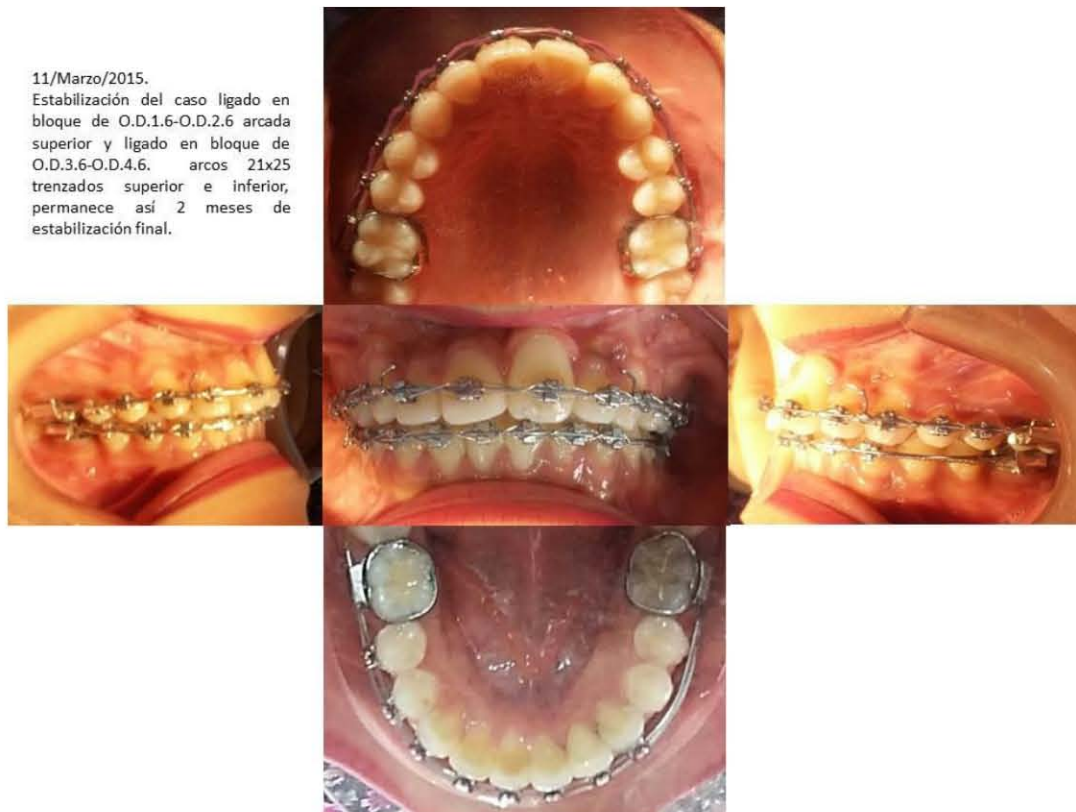 11/Marzo/2015.
Estabilización del caso ligado en
bloque de O.D.1.6-O.D.2.6 arcada
superior y ligado en bloque de
O.D.3.6-O.D.4.6. arcos 21x25
trenzados superior e inferior,
permanece así 2 meses de
estabilización final.